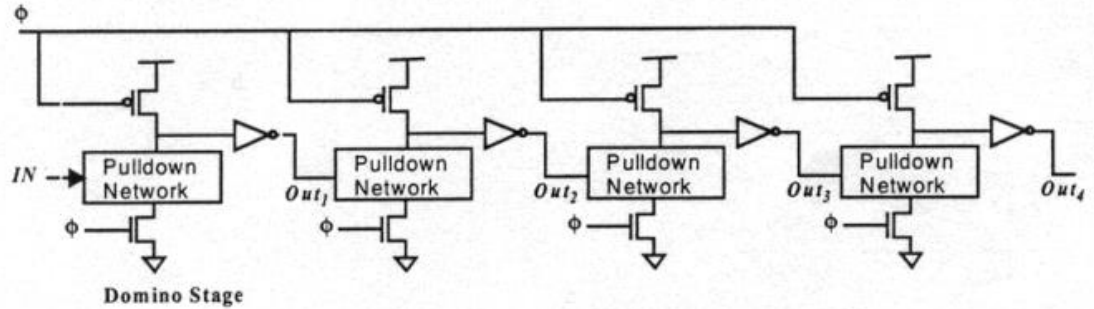 ϕ
IN
Pulldown
Network
Out1
Pulldown
Network
Out2
Pulldown
Network
Out3
Pulldown
Network
Out4
ϕ
ϕ
ϕ
ϕ
Domino Stage